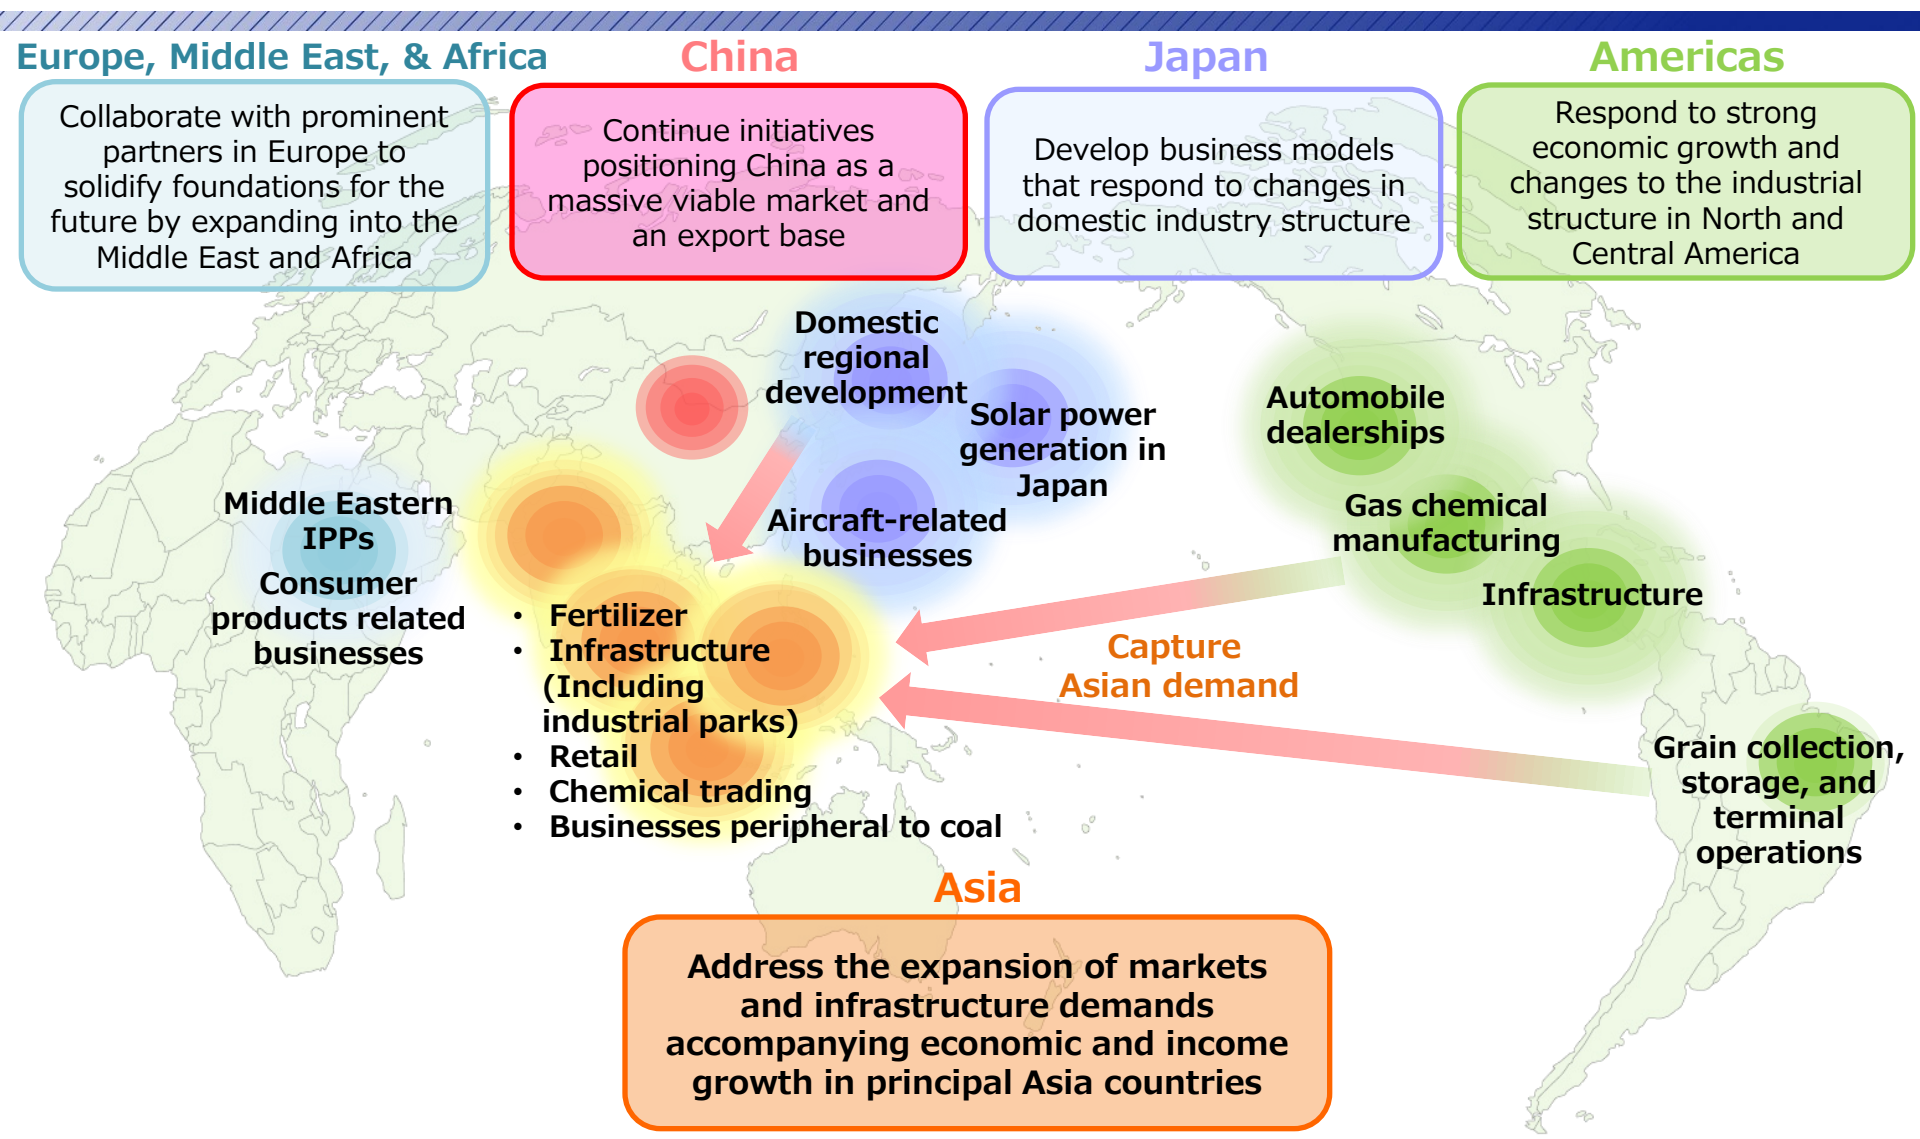 Europe, Middle East, & Africa
Collaborate with prominent
partners in Europe to
solidify foundations for the
future by expanding into the
Middle East and Africa
China
Continue initiatives
positioning China as a
massive viable market and
an export base
Japan
Develop business models
that respond to changes in
domestic industry structure
Americas
Respond to strong
economic growth and
changes to the industrial
structure in North and
Central America
Domestic
regional
development
Solar power
generation in
Japan
Aircraft-related
businesses
Automobile
dealerships
Gas chemical
manufacturing
Infrastructure
Middle Eastern
IPPs
Consumer
products related
businesses
• Fertilizer
• Infrastructure
(Including
industrial parks)
• Retail
• Chemical trading
• Businesses peripheral to coal
Capture
Asian demand
Grain collection,
storage, and
terminal
operations
Asia
Address the expansion of markets
and infrastructure demands
accompanying economic and income
growth in principal Asia countries